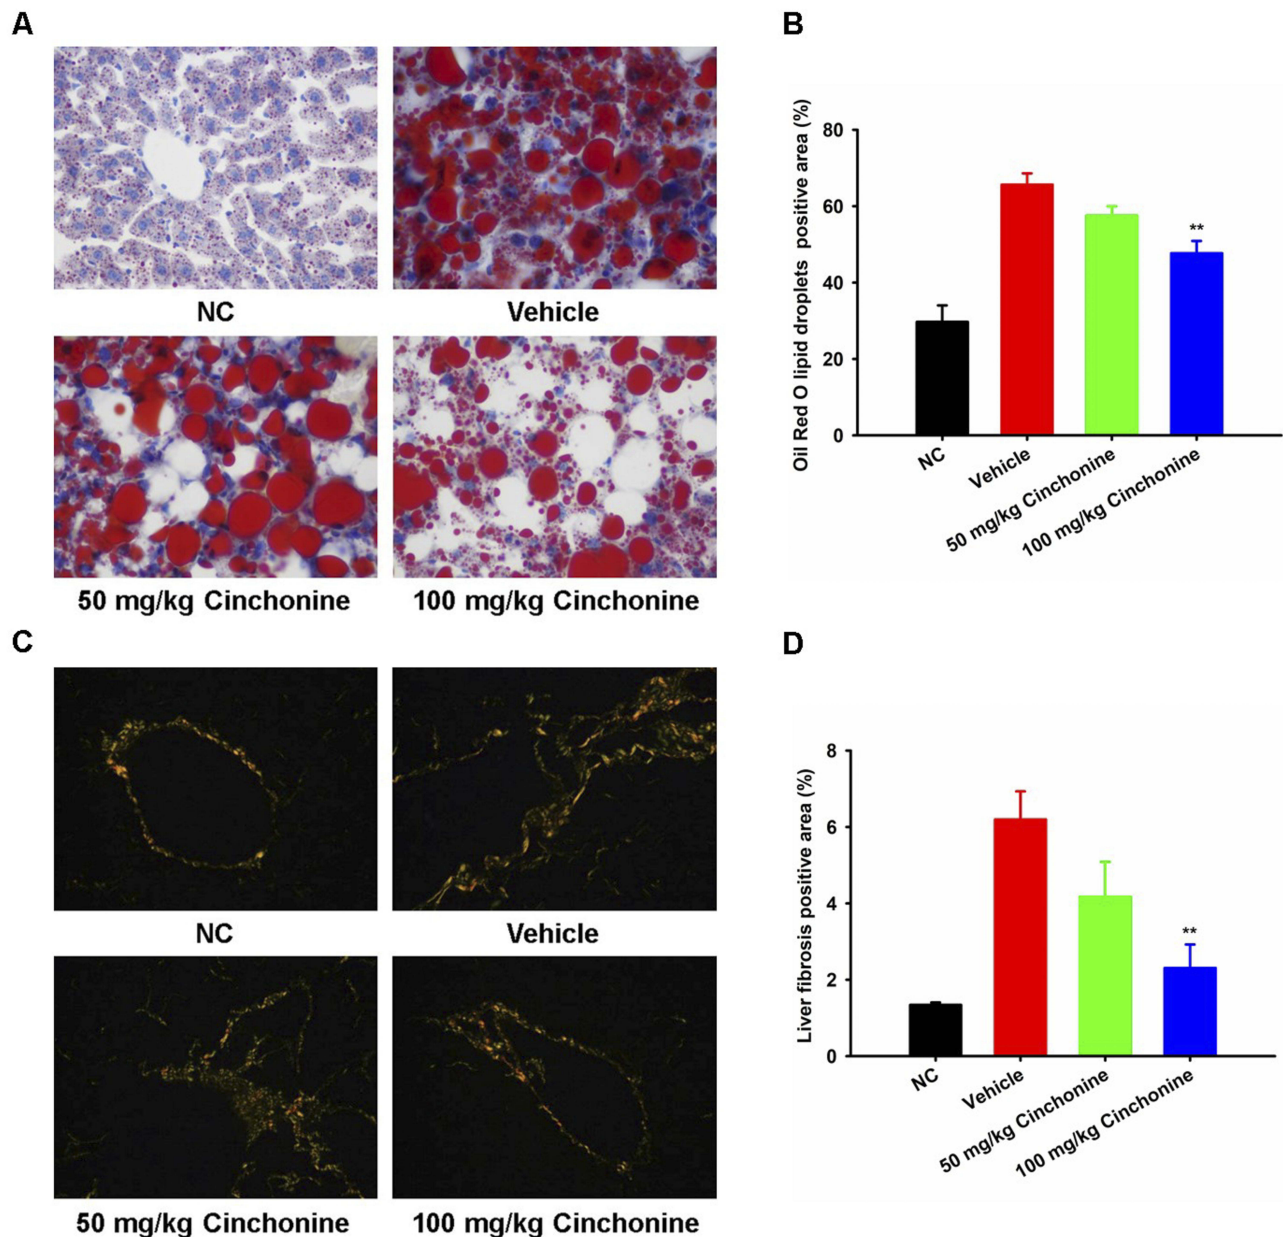 A
NC
Vehicle
50 mg/kg Cinchonine
100 mg/kg Cinchonine
B
Oil Red O lipid droplets positive area (%)
80
60
40
20
0
**
NC
Vehicle
50 mg/kg Cinchonine
100 mg/kg Cinchonine
C
NC
Vehicle
50 mg/kg Cinchonine
100 mg/kg Cinchonine
D
Liver fibrosis positive area (%)
8
6
4
2
0
**
NC
Vehicle
50 mg/kg Cinchonine
100 mg/kg Cinchonine